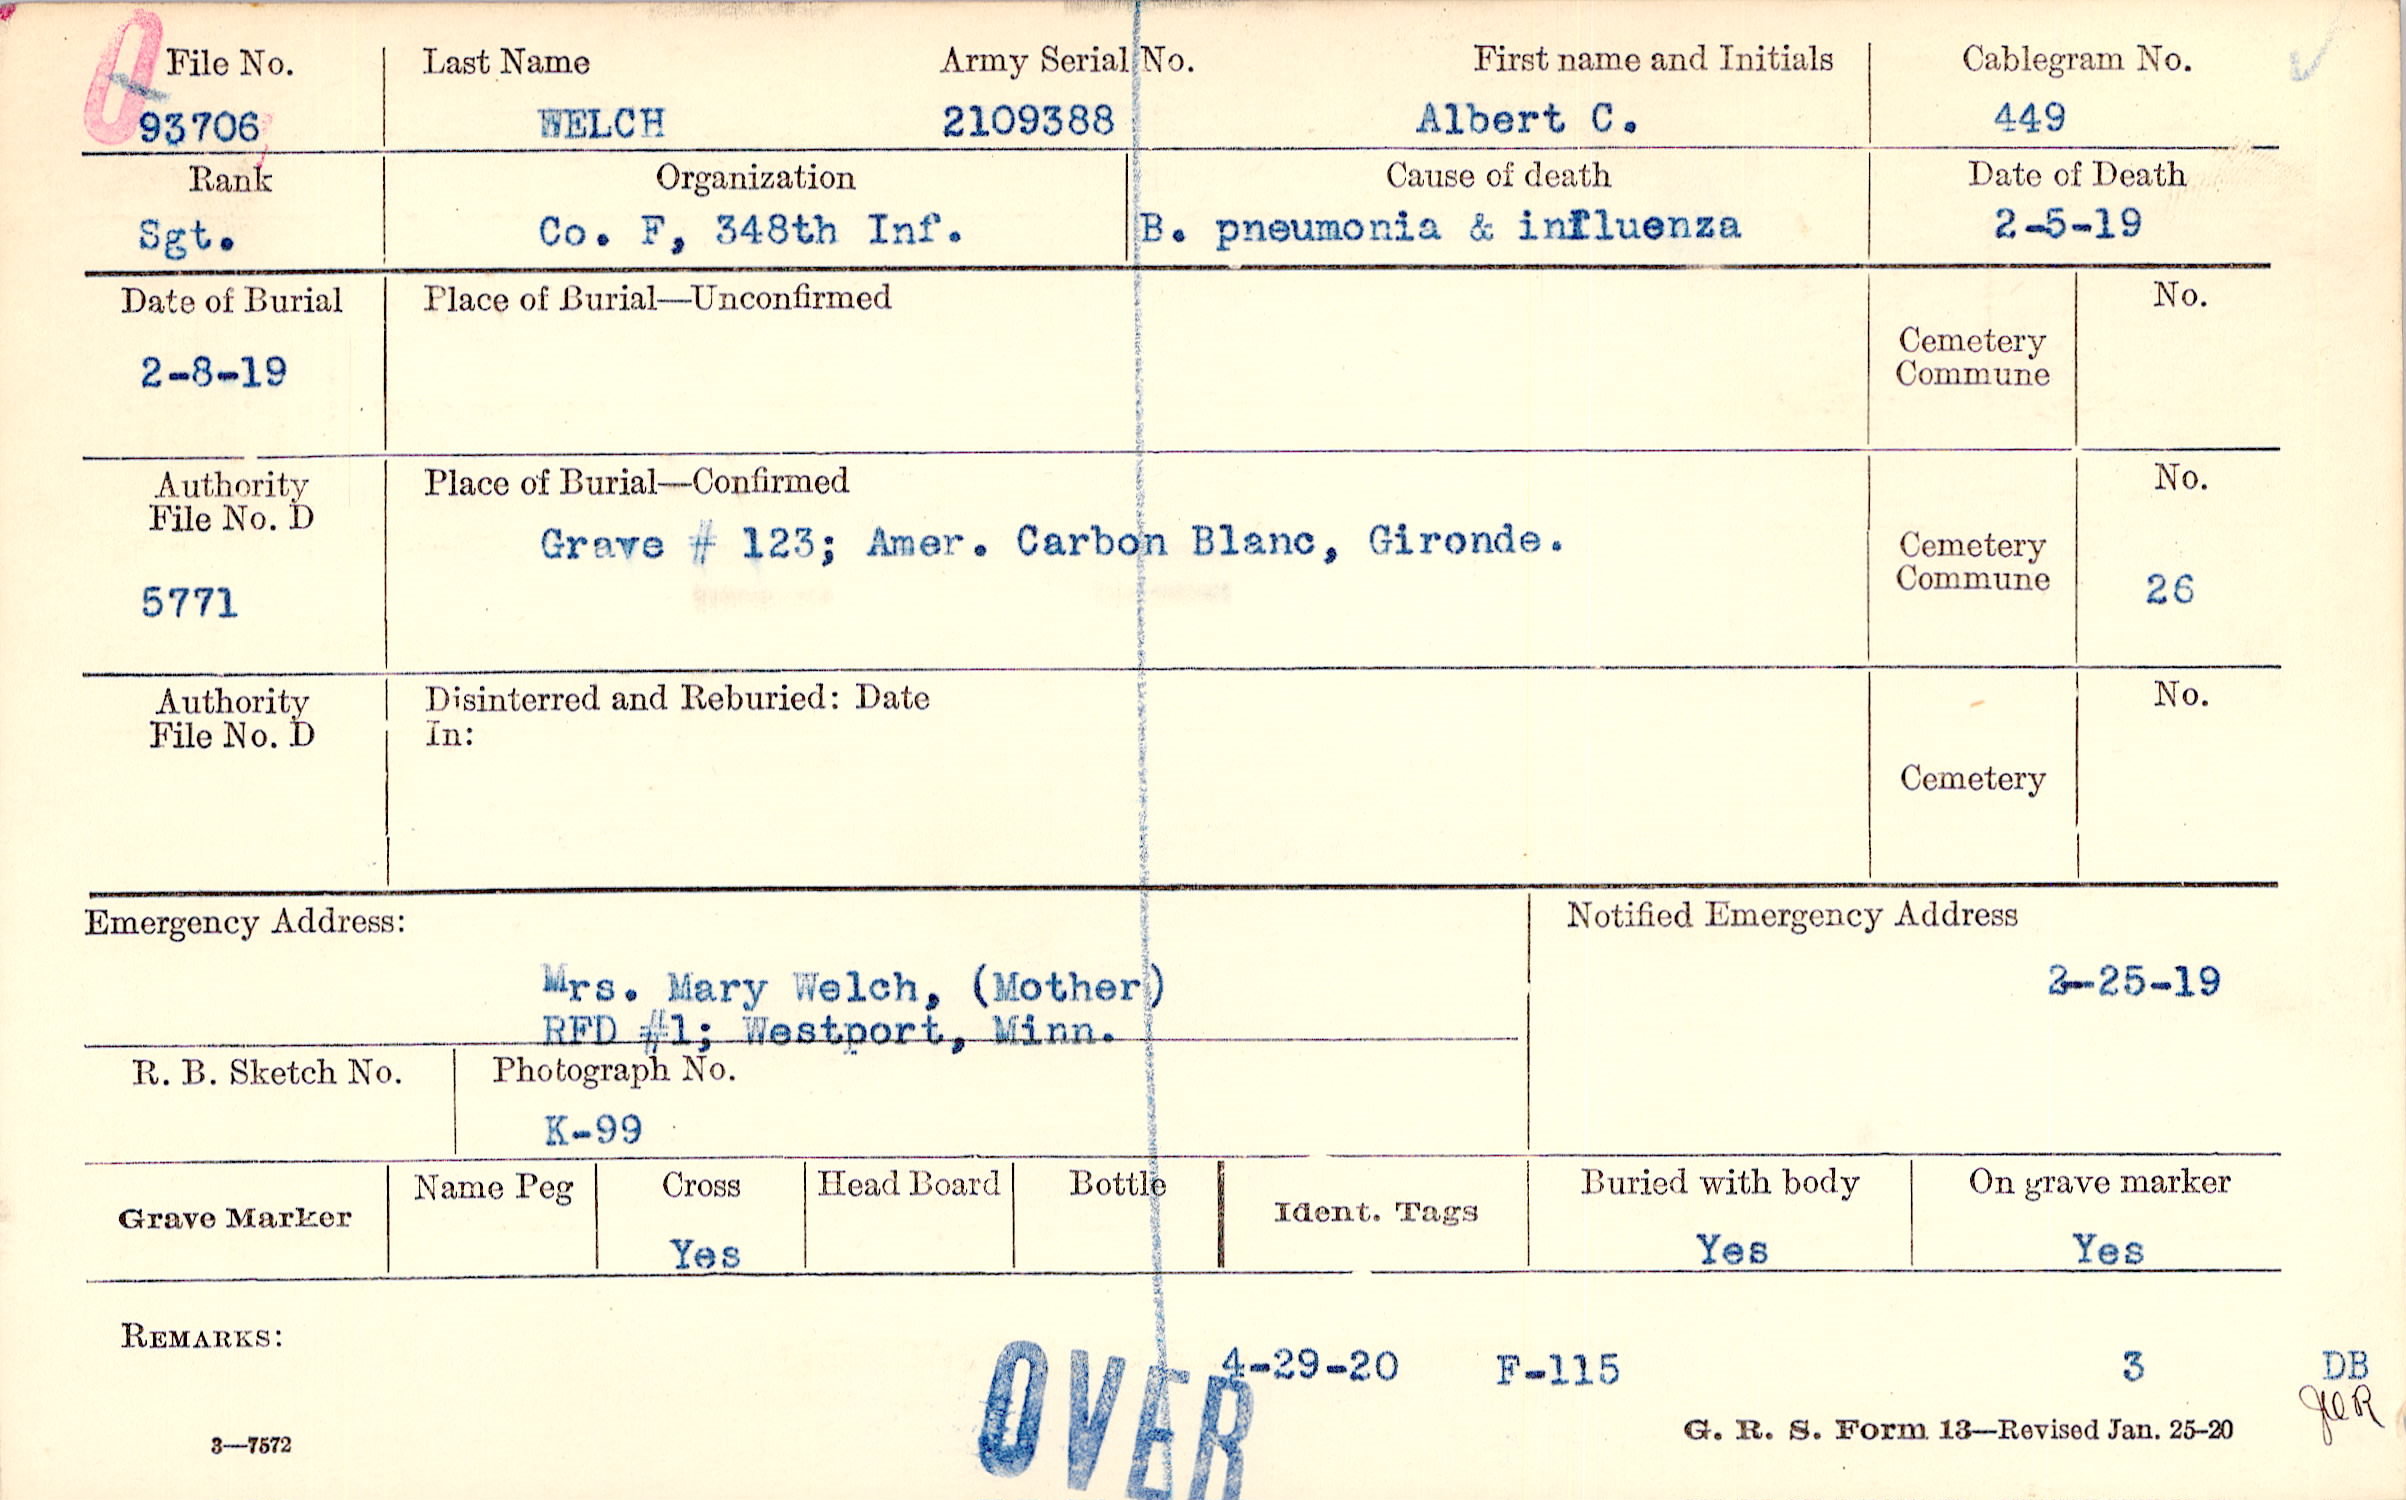 File No. Last Name Army Serial No. First name and Initials Cablegram No.
93706 WELCH 2109388 Albert C. 449
Rank Organization Cause of death Date of Death
Sgt. Co. F, 348th Inf. B. pneumonia & influenza 2-5-19
Date of Burial Place of Burial—Unconfirmed No.
Cemetery
Commune
2-8-19
Authority Place of Burial—Confirmed No.
File No. D
Grave # 123; Amer. Carbon Blanc, Gironde. Cemetery
Commune
5771 26
Authority Disinterred and Reburied: Date No.
File No. D In:
Cemetery
Emergency Address: Notified Emergency Address
Mrs. Mary Welch, (Mother) 2-25-19
RFD #1; Westport, Minn.
R. B. Sketch No. Photograph No.
K-99
Name Peg Cross Head Board Bottle Buried with body On grave marker
Grave Marker Ident. Tags
Yes Yes Yes
REMARKS:
4-29-20 F-115 3 DB
OVER
G. R. S. Form 13—Revised Jan. 25-20
3—7572